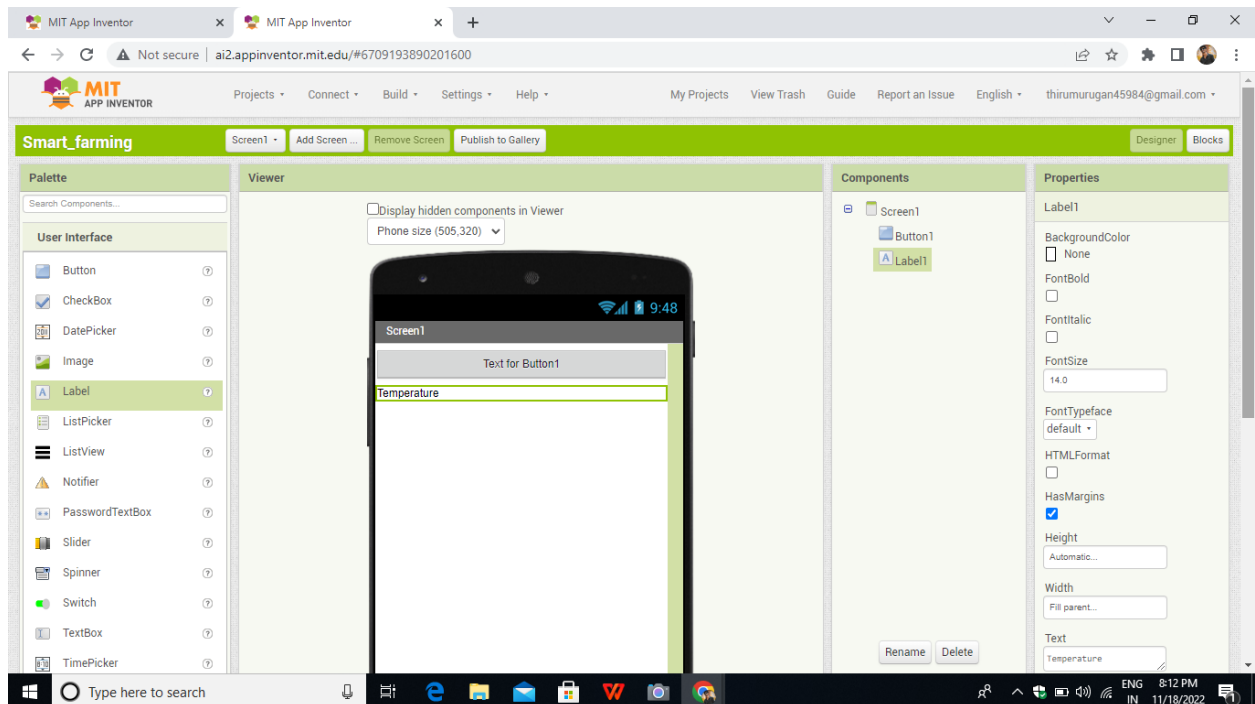 MIT App Inventor
MIT App Inventor
Not secure
ai2.appinventor.mit.edu/#6709193890201600
MIT
APP INVENTOR
Projects Connect Build Settings Help My Projects View Trash Guide Report an Issue English thirumurugan45984@gmail.com
Smart_farming Screen1 Add Screen ... Remove Screen Publish to Gallery Designer Blocks
Palette
Search Components...
User Interface
Button
CheckBox
DatePicker
Image
Label
ListPicker
ListView
Notifier
PasswordTextBox
Slider
Spinner
Switch
TextBox
TimePicker
Viewer
Display hidden components in Viewer
Phone size (505,320)
9:48
Screen1
Text for Button1
Temperature
Components
Screen1
Button1
A Label1
Rename Delete
Properties
Label1
BackgroundColor
None
FontBold
FontItalic
FontSize
14.0
FontTypeface
default
HTMLFormat
HasMargins
Height
Automatic...
Width
Fill parent...
Text
Temperature
Type here to search
ENG
IN
8:12 PM
11/18/2022
1